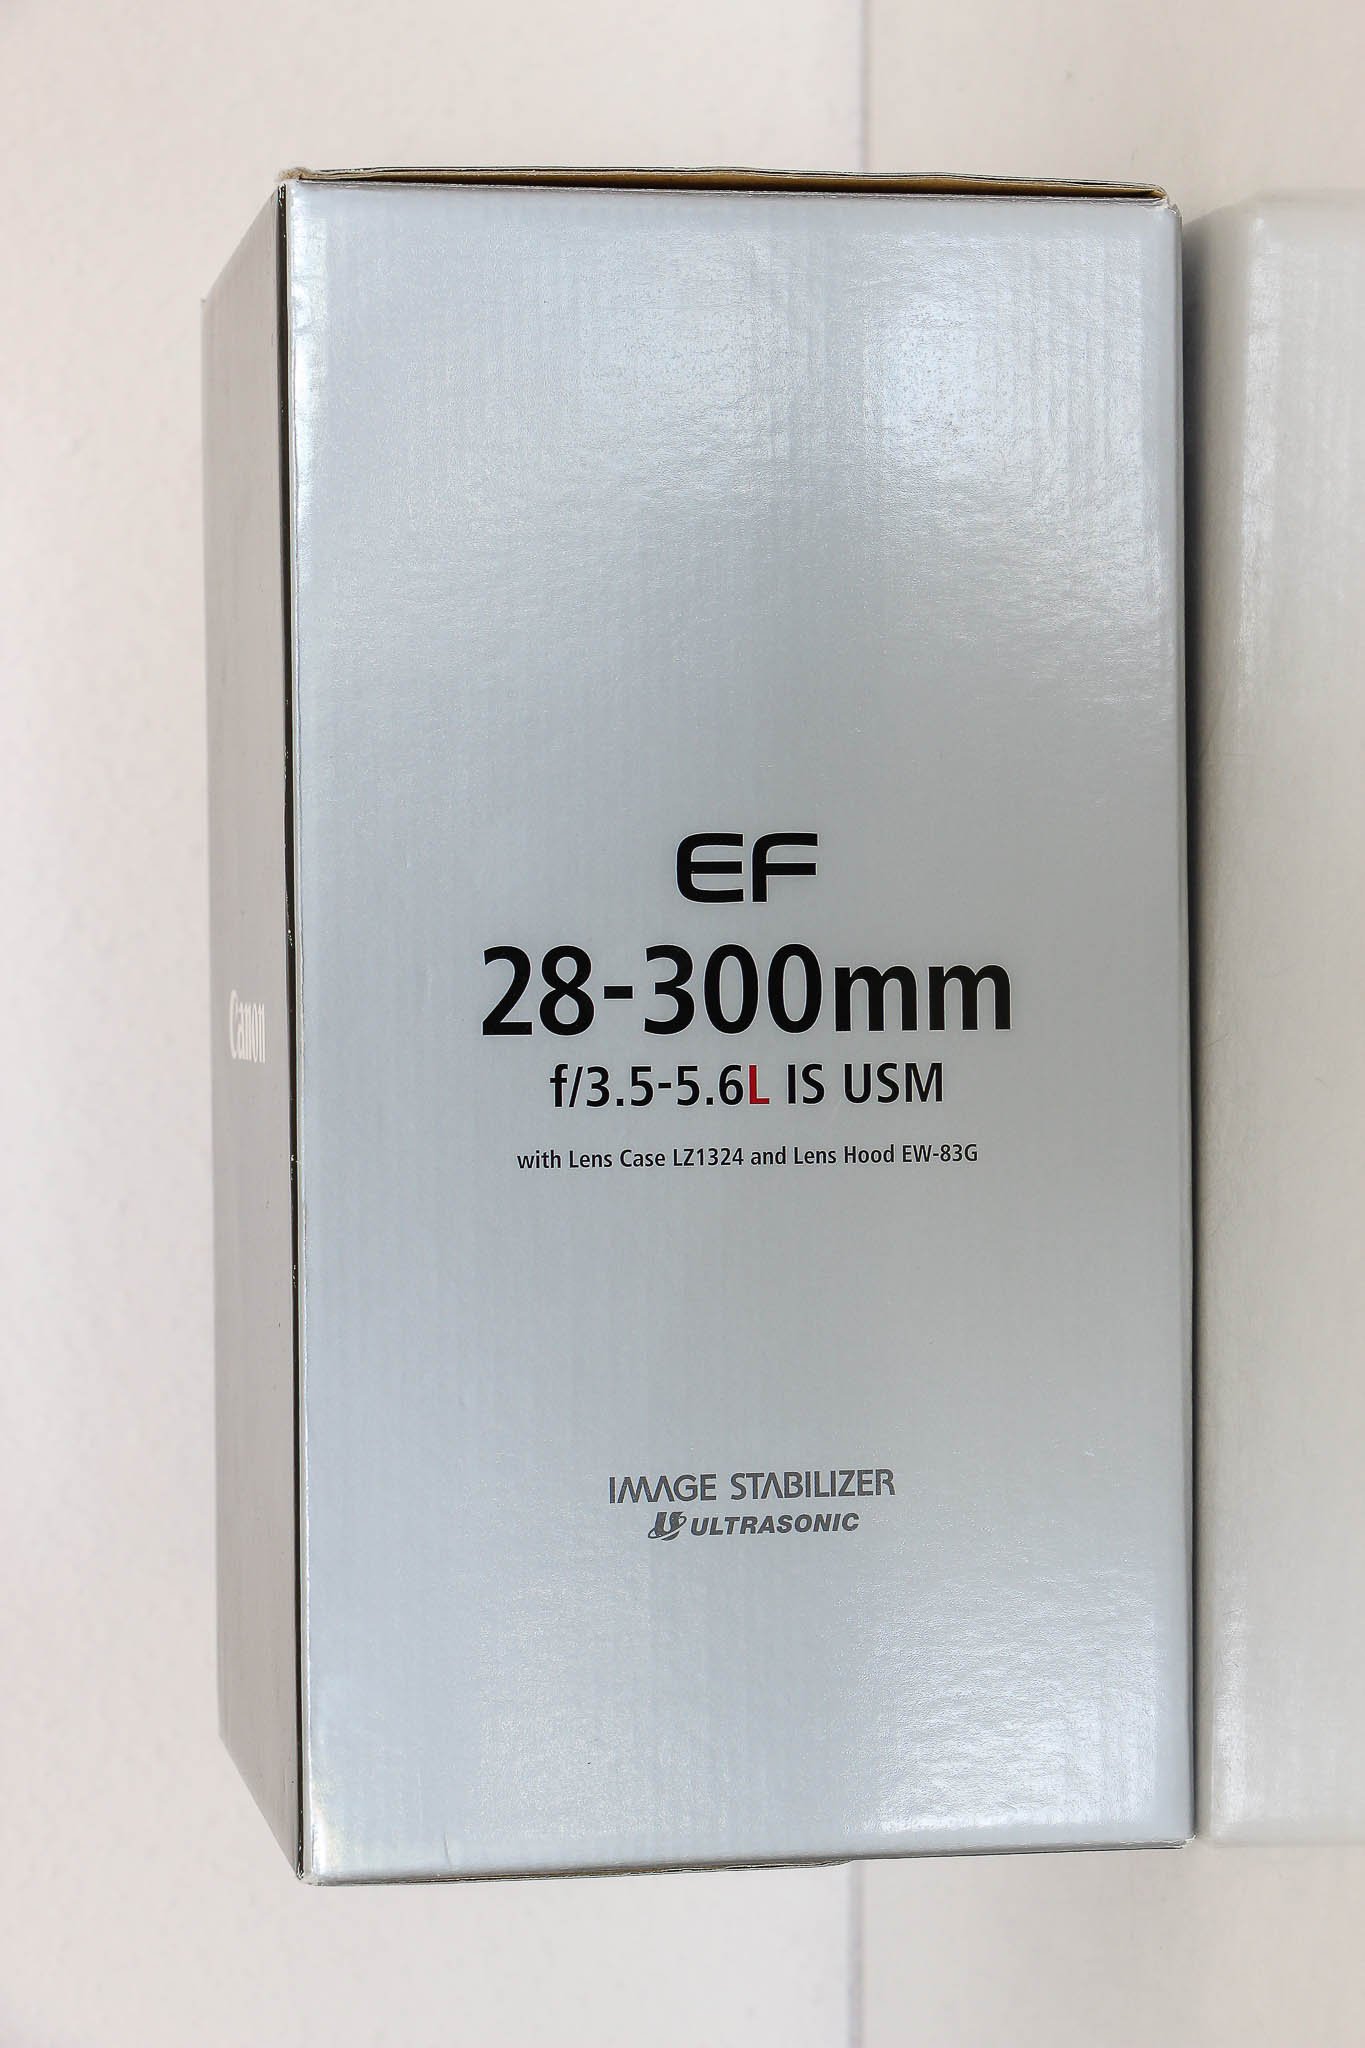 EF
28-300mm
f/3.5-5.6L IS USM
with Lens Case LZ1324 and Lens Hood EW-83G
Canon
IMAGE STABILIZER
ULTRASONIC